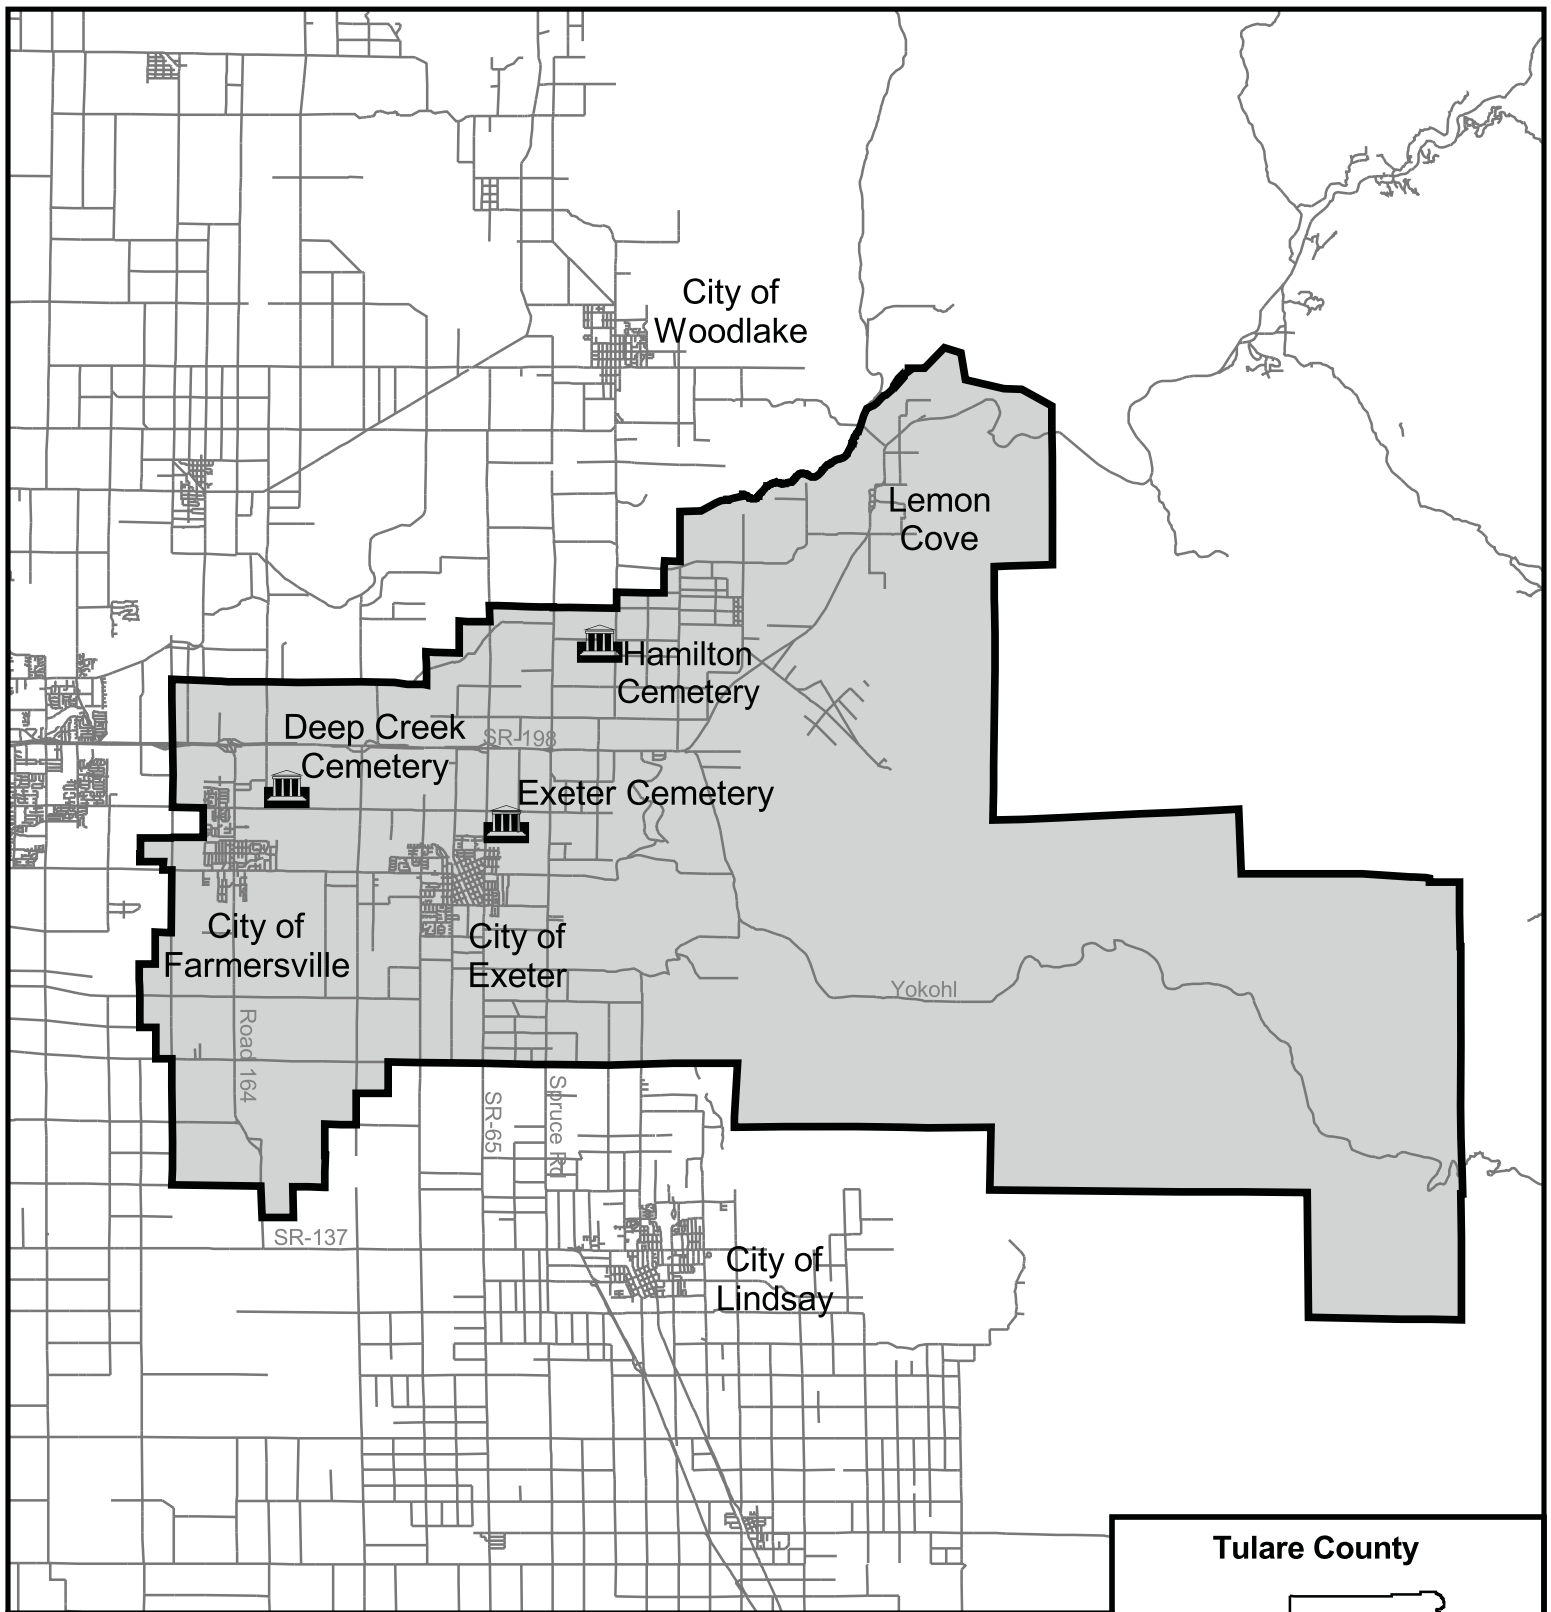 City of
Woodlake
Lemon
Cove
Hamilton
Cemetery
Deep Creek
Cemetery
SR-198
Exeter Cemetery
City of
Farmersville
City of
Exeter
Yokohl
Road 164
SR-65
Spruce Rd
SR-137
City of
Lindsay
Tulare County